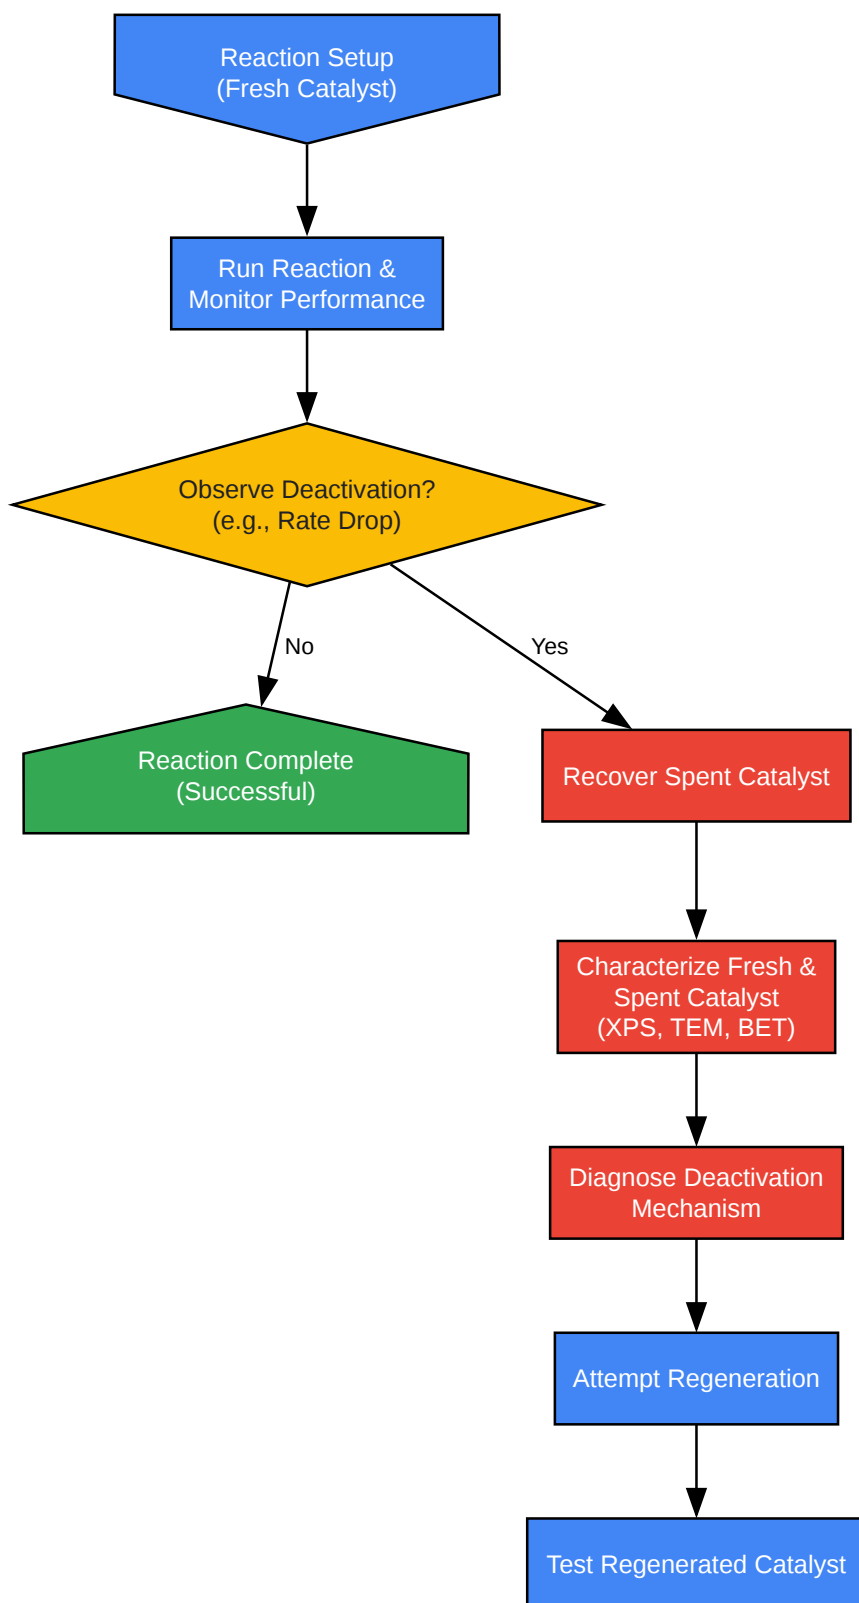 Reaction Setup
(Fresh Catalyst)
Run Reaction &
Monitor Performance
Observe Deactivation?
(e.g., Rate Drop)
No
Yes
Reaction Complete
(Successful)
Recover Spent Catalyst
Characterize Fresh &
Spent Catalyst
(XPS, TEM, BET)
Diagnose Deactivation
Mechanism
Attempt Regeneration
Test Regenerated Catalyst